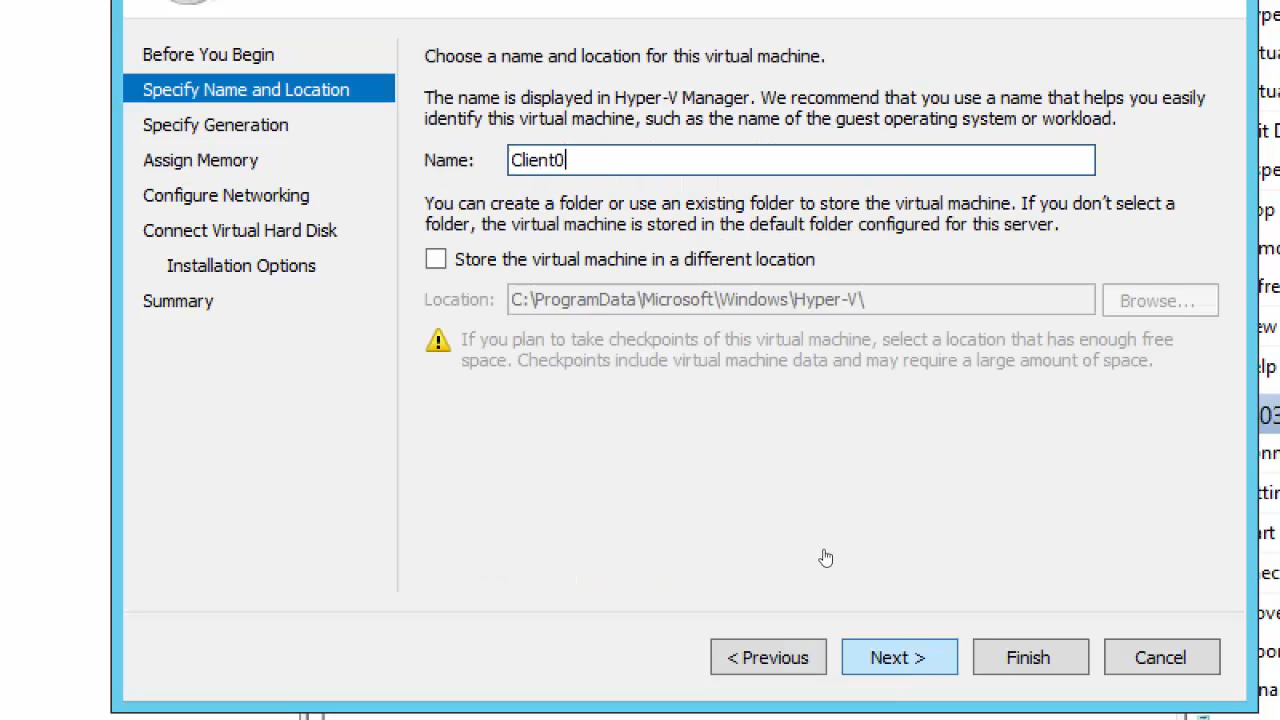 Before You Begin
Specify Name and Location
Specify Generation
Assign Memory
Configure Networking
Connect Virtual Hard Disk
Installation Options
Summary
Choose a name and location for this virtual machine.
The name is displayed in Hyper-V Manager. We recommend that you use a name that helps you easily
identify this virtual machine, such as the name of the guest operating system or workload.
Name: Client0
You can create a folder or use an existing folder to store the virtual machine. If you don't select a
folder, the virtual machine is stored in the default folder configured for this server.
Store the virtual machine in a different location
Location: C:\ProgramData\Microsoft\Windows\Hyper-V\ Browse...
If you plan to take checkpoints of this virtual machine, select a location that has enough free
space. Checkpoints include virtual machine data and may require a large amount of space.
< Previous Next > Finish Cancel